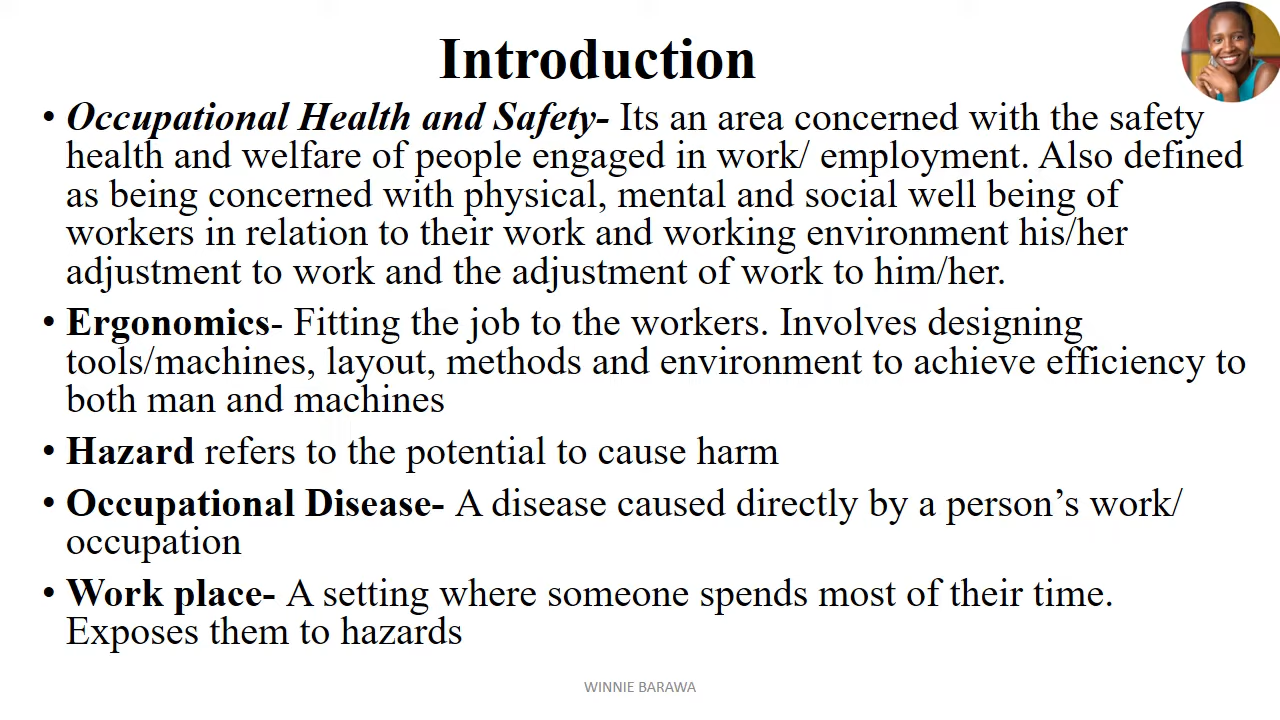 Introduction
• Occupational Health and Safety- Its an area concerned with the safety
health and welfare of people engaged in work/ employment. Also defined
as being concerned with physical, mental and social well being of
workers in relation to their work and working environment his/her
adjustment to work and the adjustment of work to him/her.
• Ergonomics- Fitting the job to the workers. Involves designing
tools/machines, layout, methods and environment to achieve efficiency to
both man and machines
• Hazard refers to the potential to cause harm
• Occupational Disease- A disease caused directly by a person’s work/
occupation
• Work place- A setting where someone spends most of their time.
Exposes them to hazards
WINNIE BARAWA